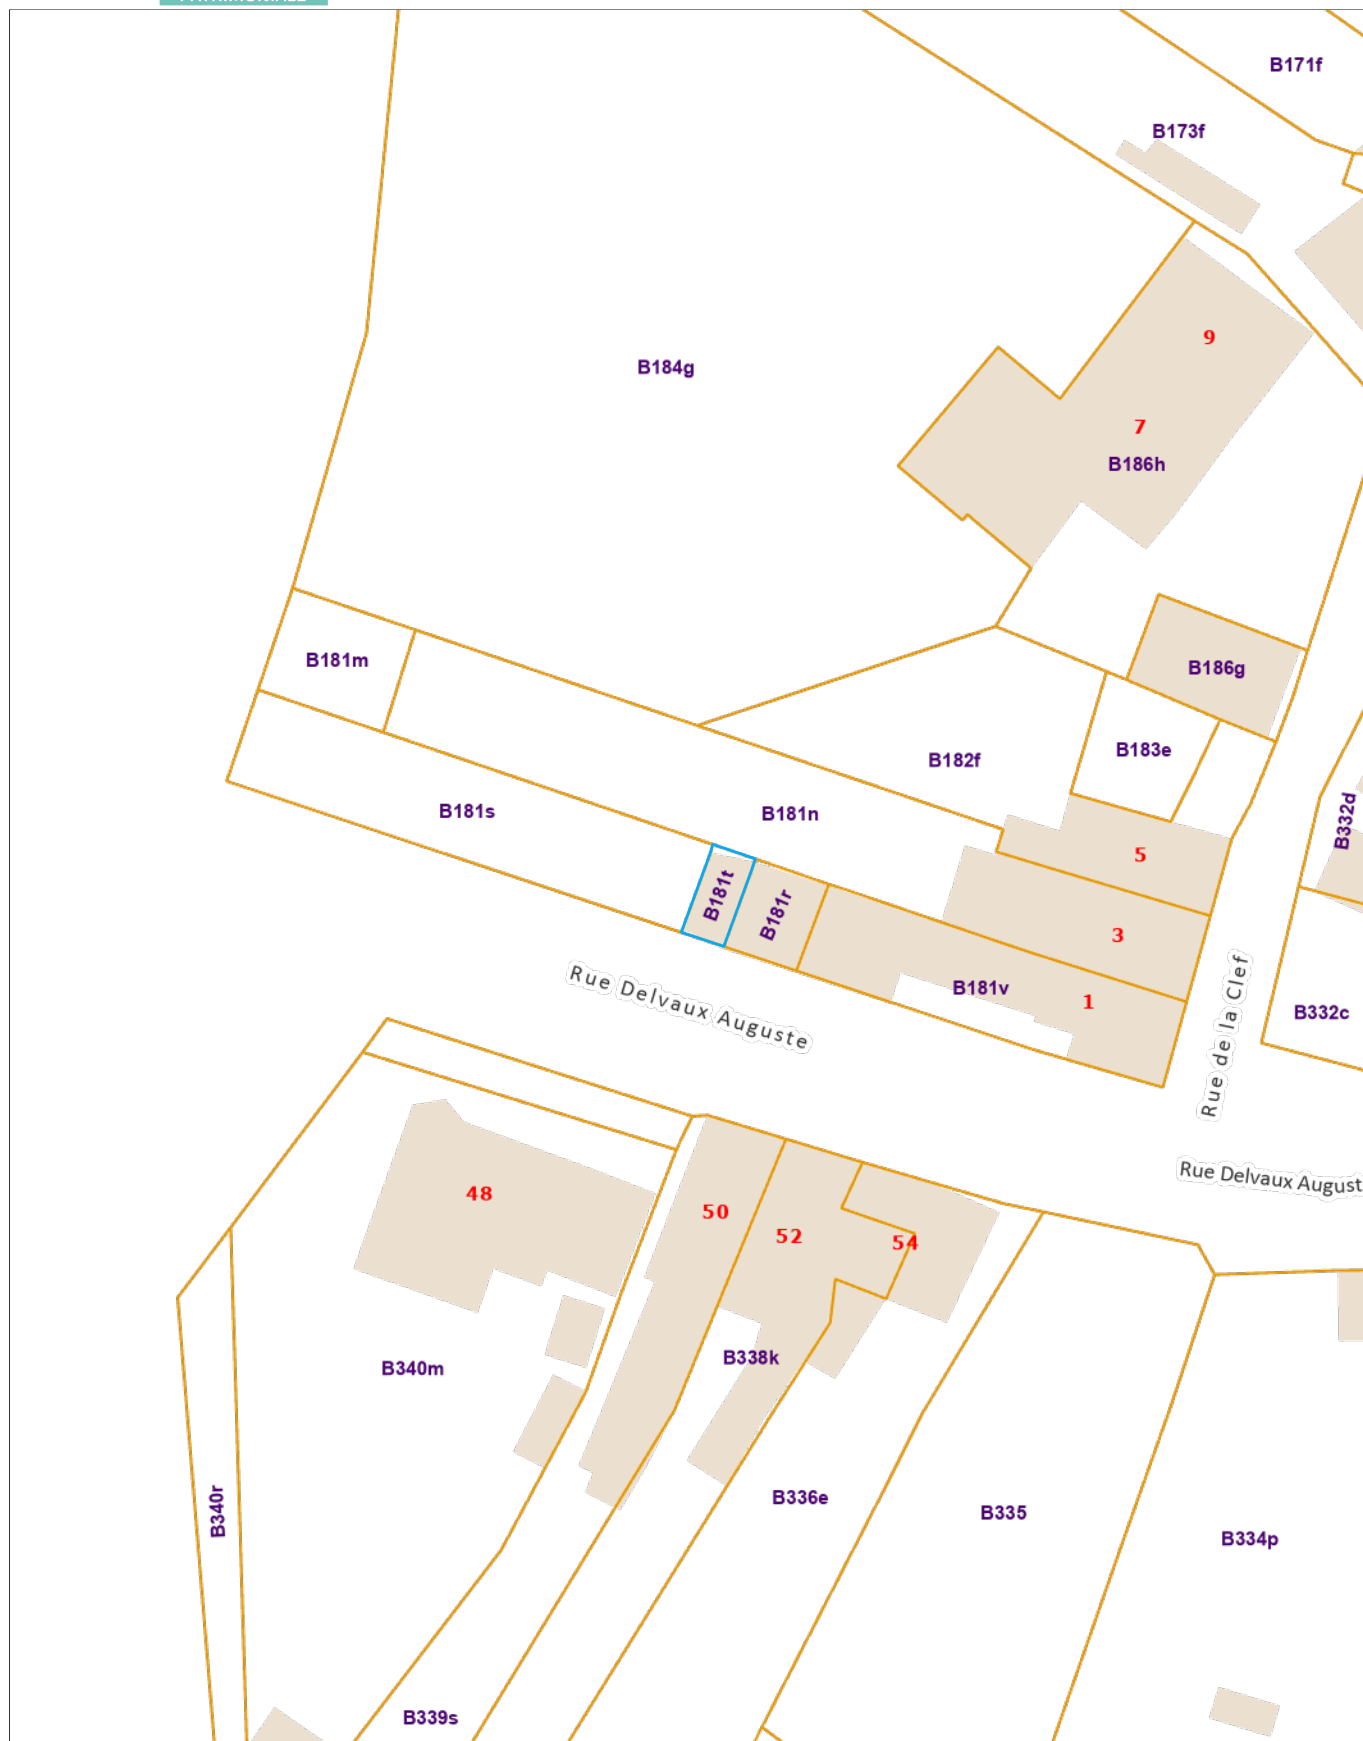 B171f
B173f
9
B184g
7
B186h
B181m
B186g
B183e
B182f
B332d
B181s
B181n
5
B181t
B181r
3
B181v
1
Rue Delvaux Auguste
Rue de la Clef
B332c
Rue Delvaux August
48
50
52
54
B338k
B340m
B340r
B336e
B335
B334p
B339s